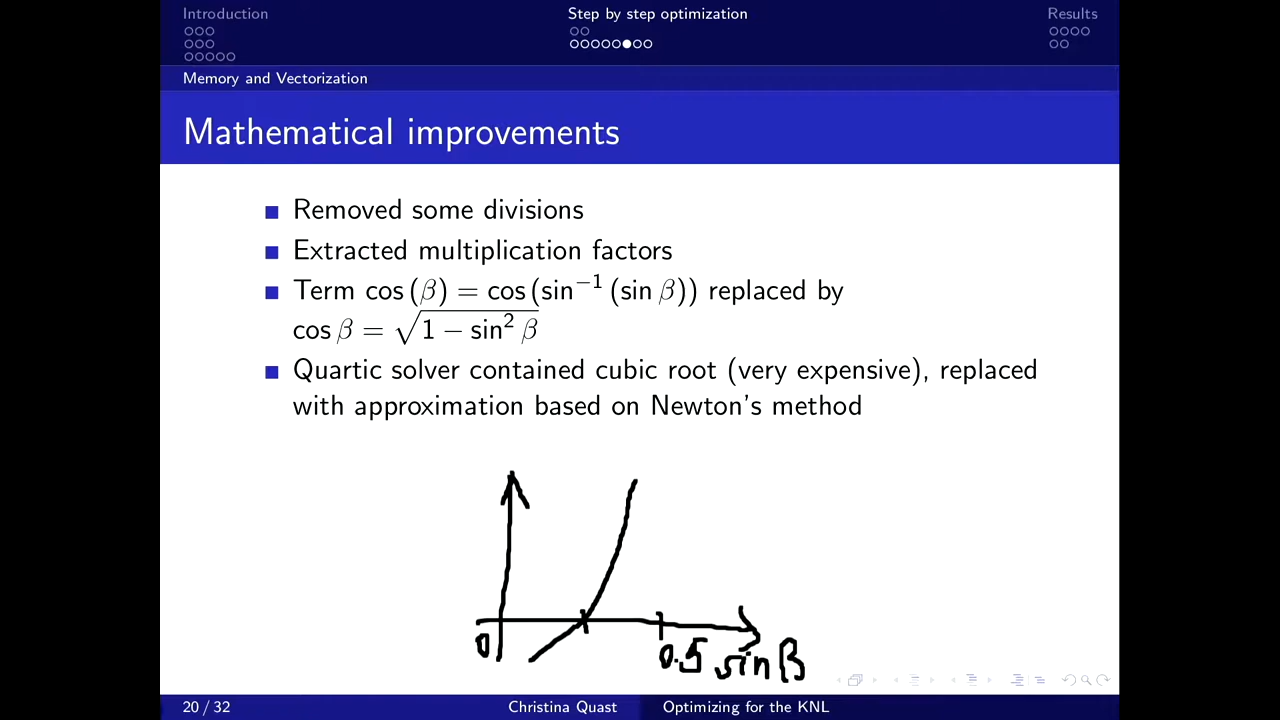 Introduction
Step by step optimization
Results
Memory and Vectorization
Mathematical improvements
Removed some divisions
Extracted multiplication factors
Term cos (β) = cos (sin⁻¹ (sin β)) replaced by
cos β = √(1 − sin² β)
Quartic solver contained cubic root (very expensive), replaced
with approximation based on Newton's method
0
0.5 sin β
20 / 32
Christina Quast
Optimizing for the KNL